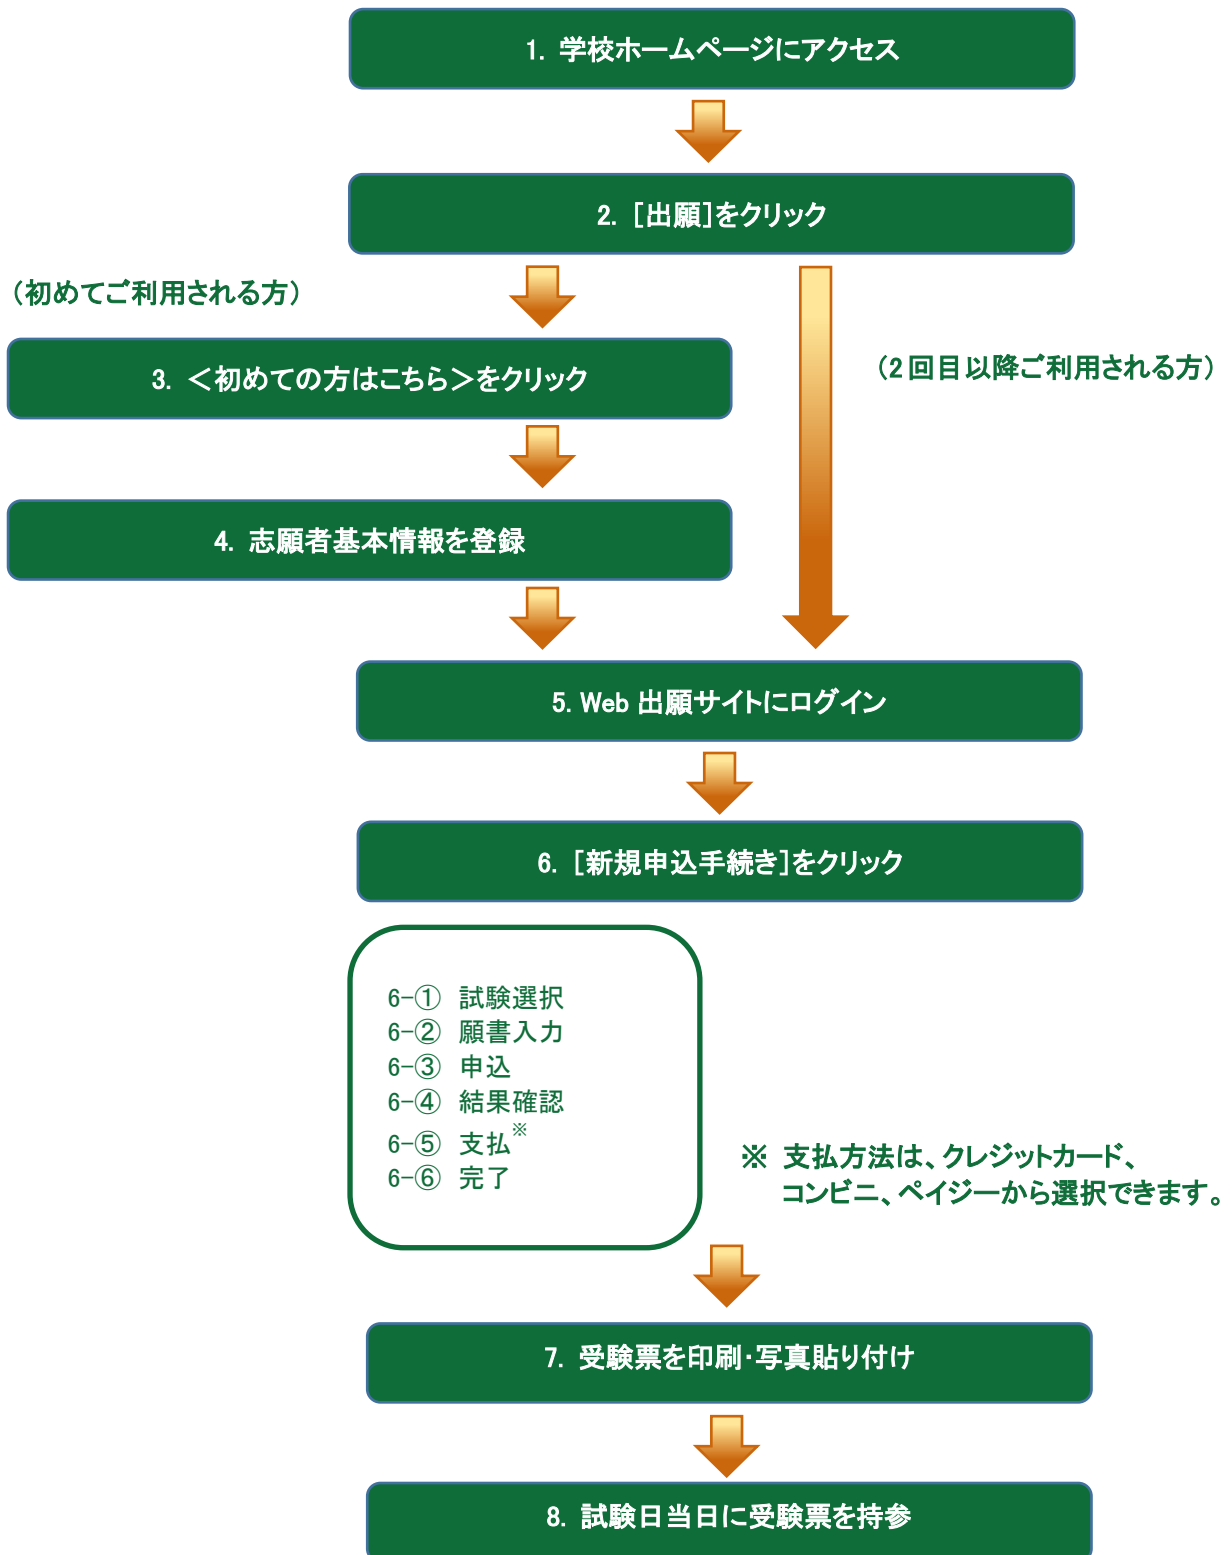 1. 学校ホームページにアクセス
2. [出願]をクリック
（初めてご利用される方）
3. ＜初めての方はこちら＞をクリック
（2回目以降ご利用される方）
4. 志願者基本情報を登録
5. Web 出願サイトにログイン
6. [新規申込手続き]をクリック
6-① 試験選択
6-② 願書入力
6-③ 申込
6-④ 結果確認
6-⑤ 支払※
6-⑥ 完了
※ 支払方法は、クレジットカード、
コンビニ、ペイジーから選択できます。
7. 受験票を印刷・写真貼り付け
8. 試験日当日に受験票を持参